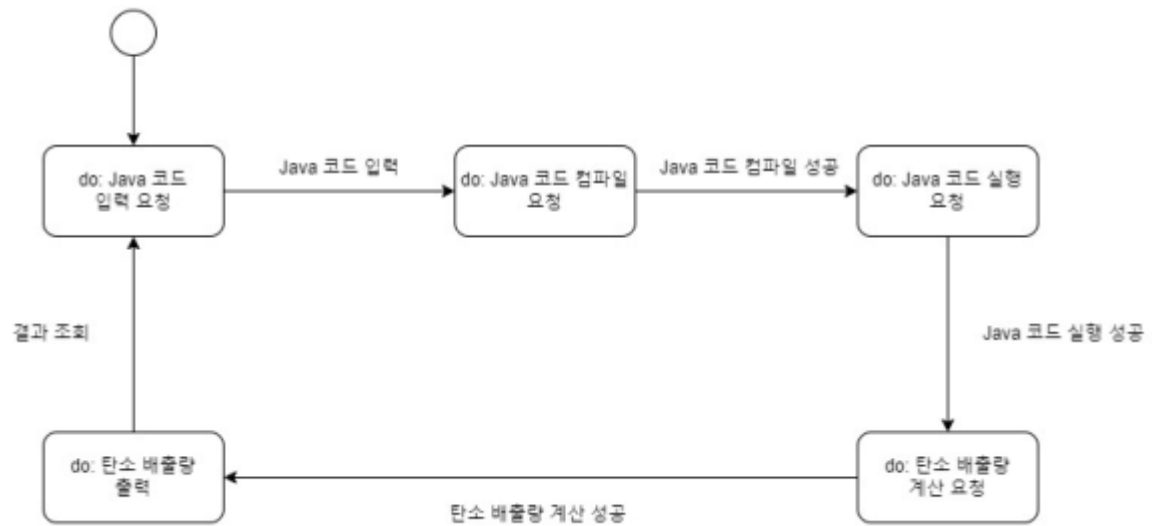 do: Java 코드
입력 요청
Java 코드 입력
do: Java 코드 컴파일
요청
Java 코드 컴파일 성공
do: Java 코드 실행
요청
결과 조회
Java 코드 실행 성공
do: 탄소 배출량
출력
탄소 배출량 계산 성공
do: 탄소 배출량
계산 요청